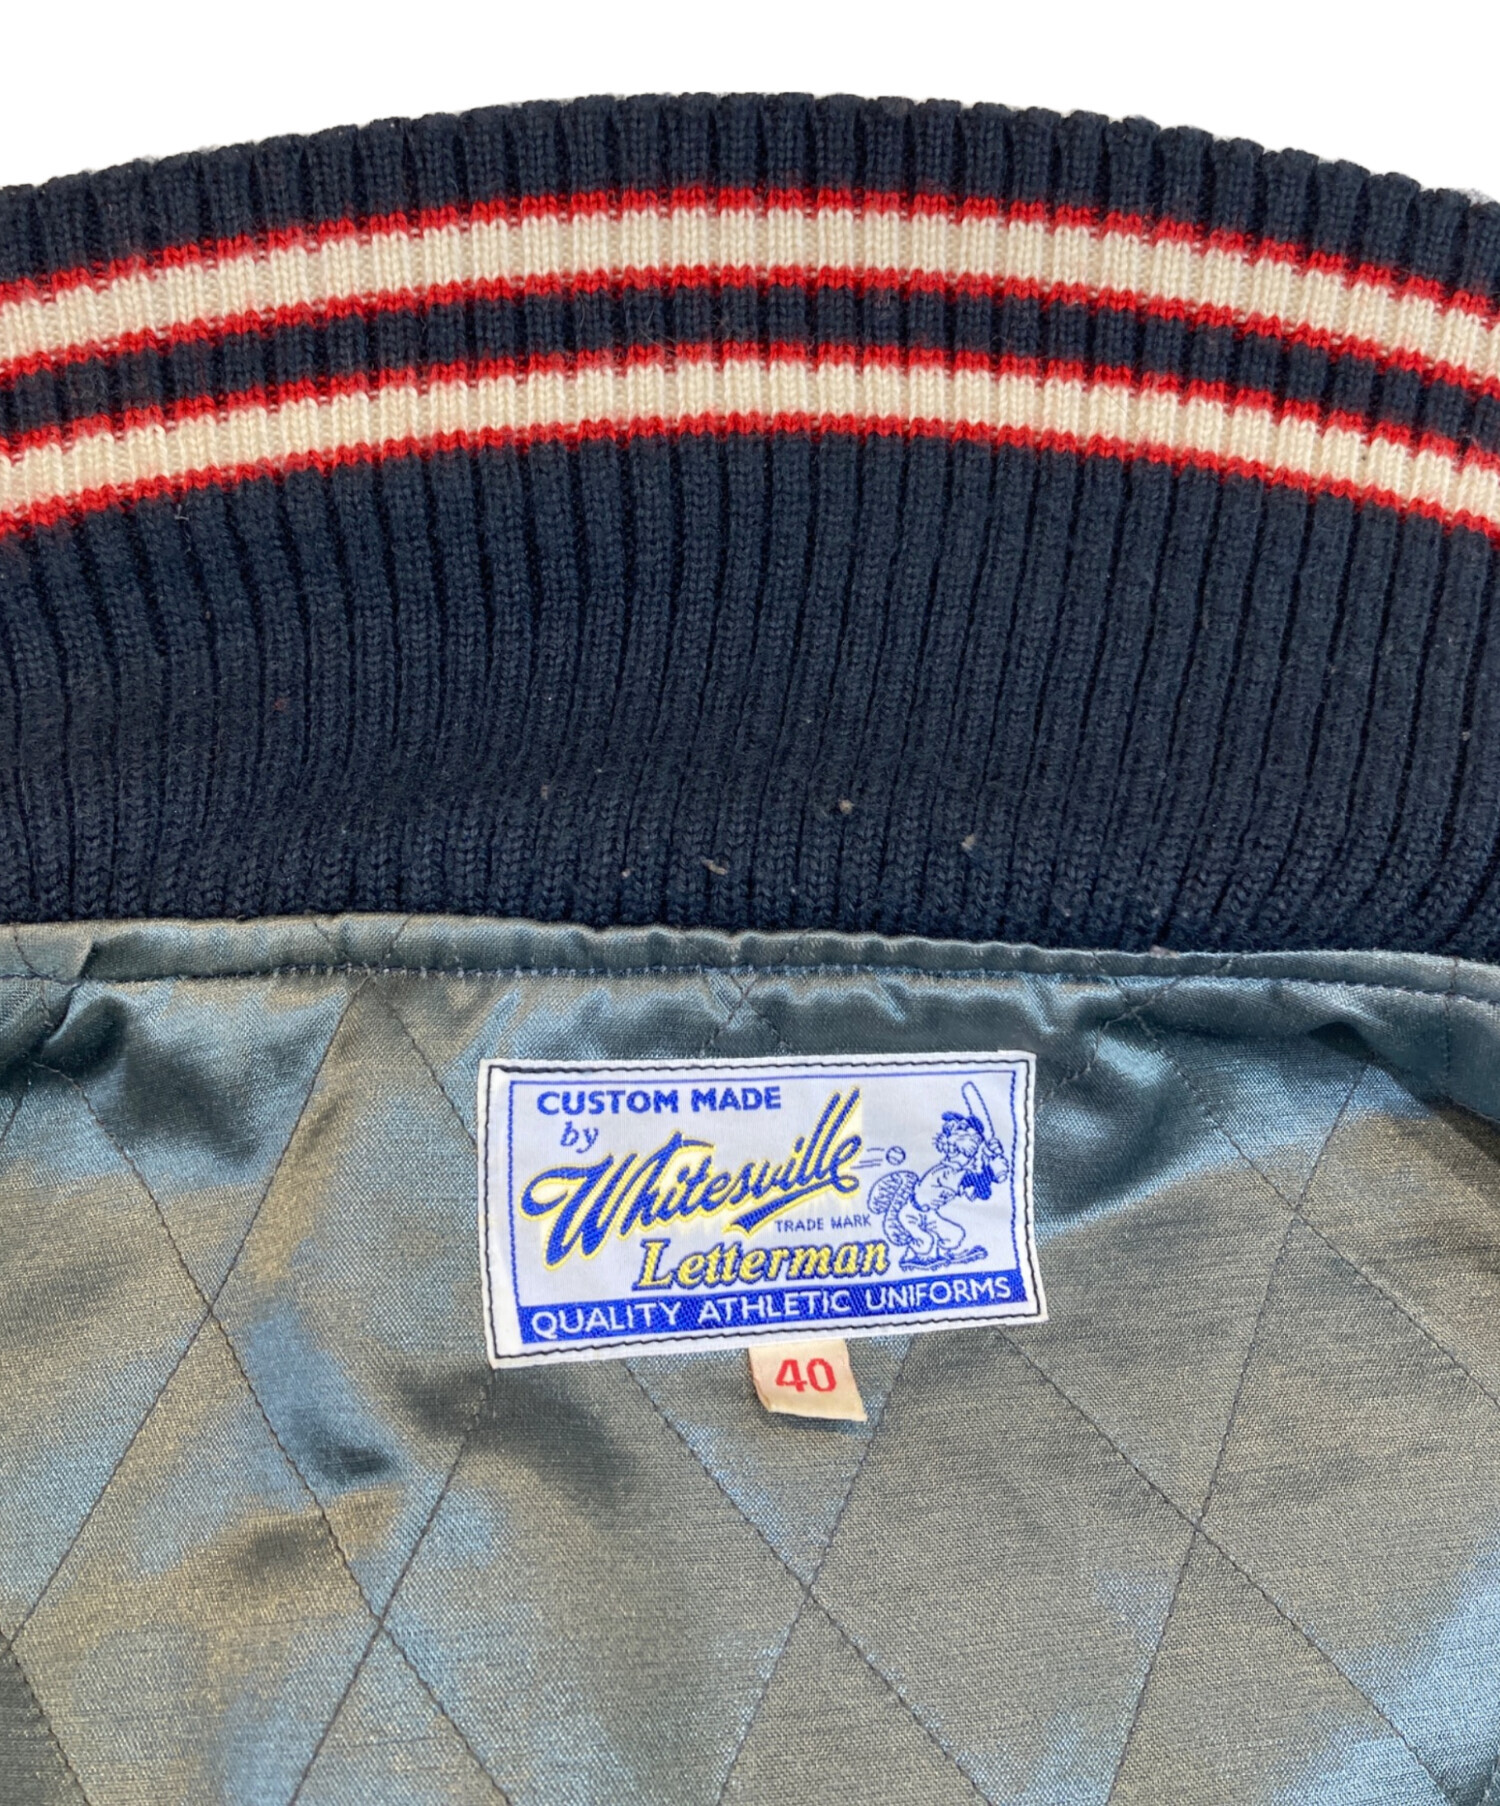 CUSTOM MADE
by
Whitesville
TRADE MARK
Letterman
QUALITY ATHLETIC UNIFORMS
40